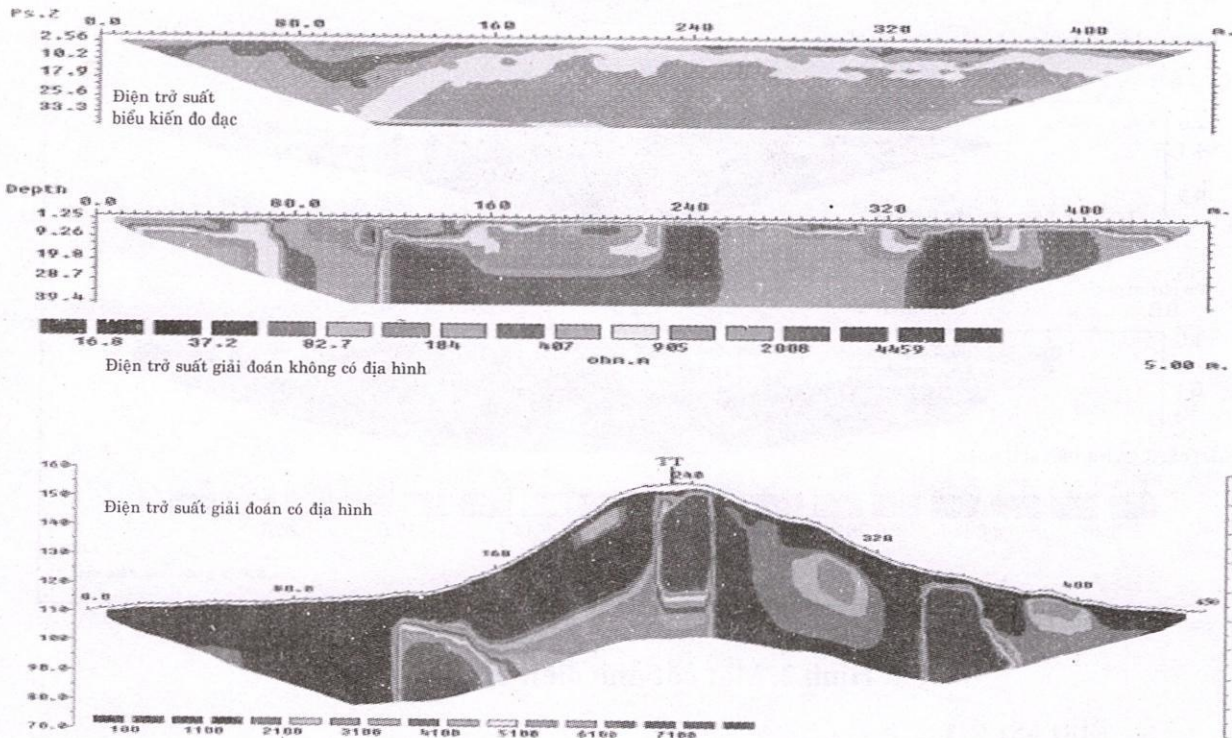 Ps.Z 0.0 80.0 160 240 320 400 m.
2.56
10.2
17.9
25.6
33.3
Điện trở suất
biểu kiến đo đạc
Depth 0.0 80.0 160 240 320 400 m.
1.25
9.26
19.8
28.7
39.4
16.8 37.2 82.7 184 407 905 2008 4459
ohm.m
Điện trở suất giải đoán không có địa hình
5.00 m.
TT
160
150
140
130
120
110
100
90.0
80.0
70.0
Điện trở suất giải đoán có địa hình
0.0 80.0 160 240 320 400
100 1100 2100 3100 4100 5100 6100 7100